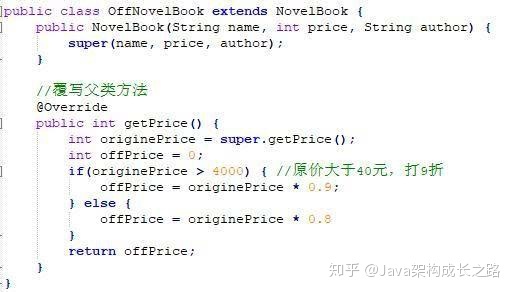 public class OffNovelBook extends NovelBook {
    public NovelBook(String name, int price, String author) {
        super(name, price, author);
    }

    //覆写父类方法
    @Override
    public int getPrice() {
        int originePrice = super.getPrice();
        int offPrice = 0;
        if(originePrice > 4000) { //原价大于40元，打9折
            offPrice = originePrice * 0.9;
        } else {
            offPrice = originePrice * 0.8
        }
        return offPrice;
    }
}
知乎 @Java架构成长之路